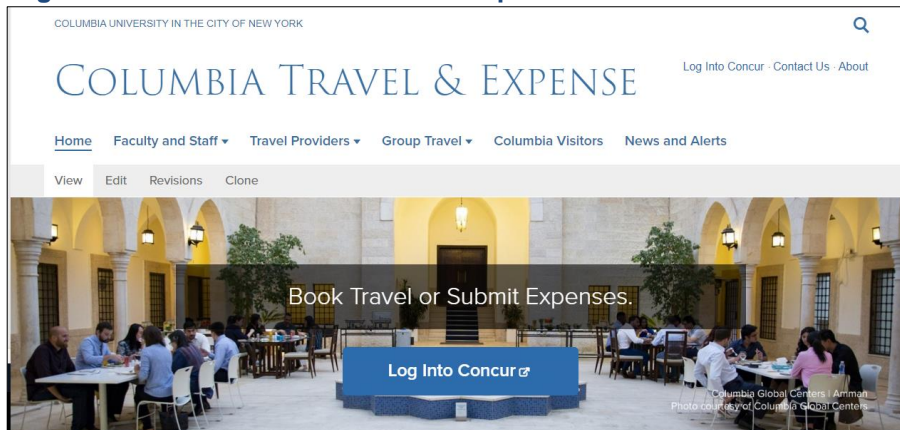 COLUMBIA UNIVERSITY IN THE CITY OF NEW YORK
COLUMBIA TRAVEL & EXPENSE
Log Into Concur · Contact Us · About
Home Faculty and Staff Travel Providers Group Travel Columbia Visitors News and Alerts
View Edit Revisions Clone
Book Travel or Submit Expenses.
Log Into Concur
Columbia Global Centers | Amman
Photo courtesy of Columbia Global Centers